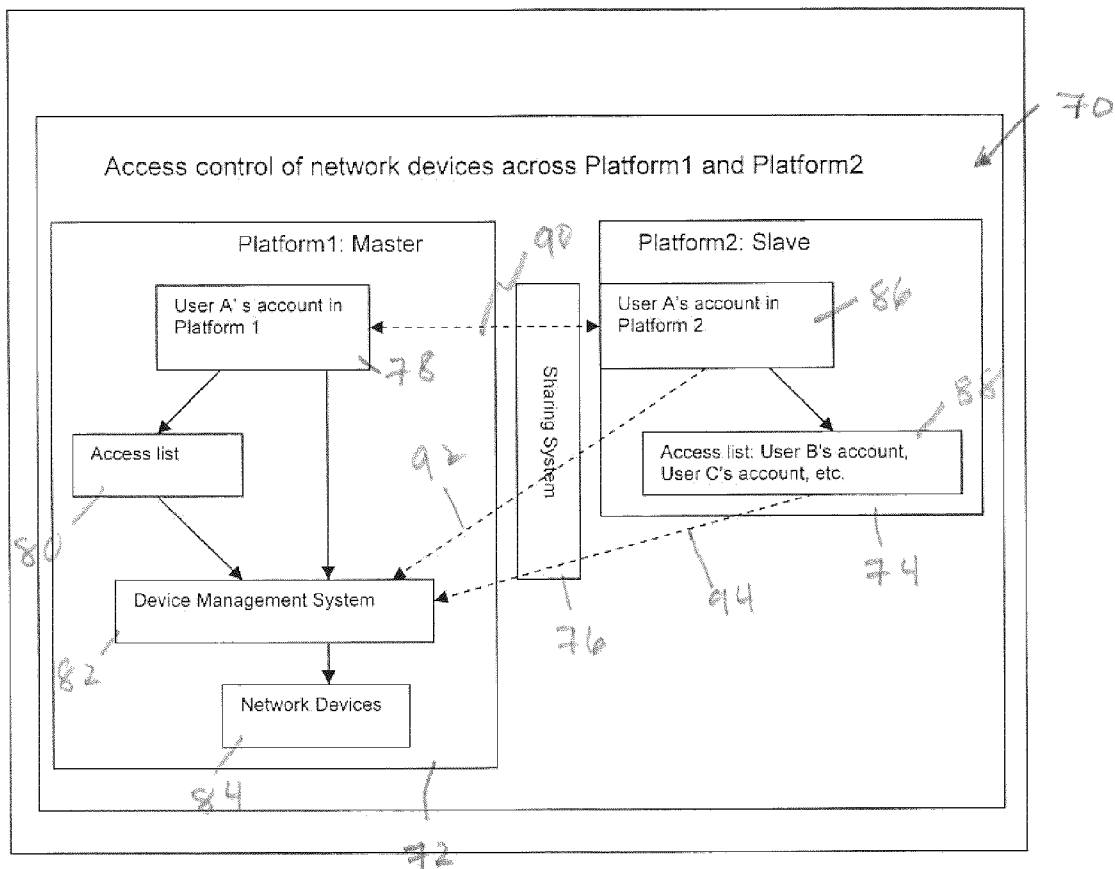 70
Access control of network devices across Platform1 and Platform2
Platform1: Master
90
Platform2: Slave
User A' s account in
Platform 1
User A's account in
Platform 2
86
78
Sharing System
88
Access list
92
Access list: User B's account,
User C's account, etc.
80
74
94
Device Management System
76
82
Network Devices
84
72